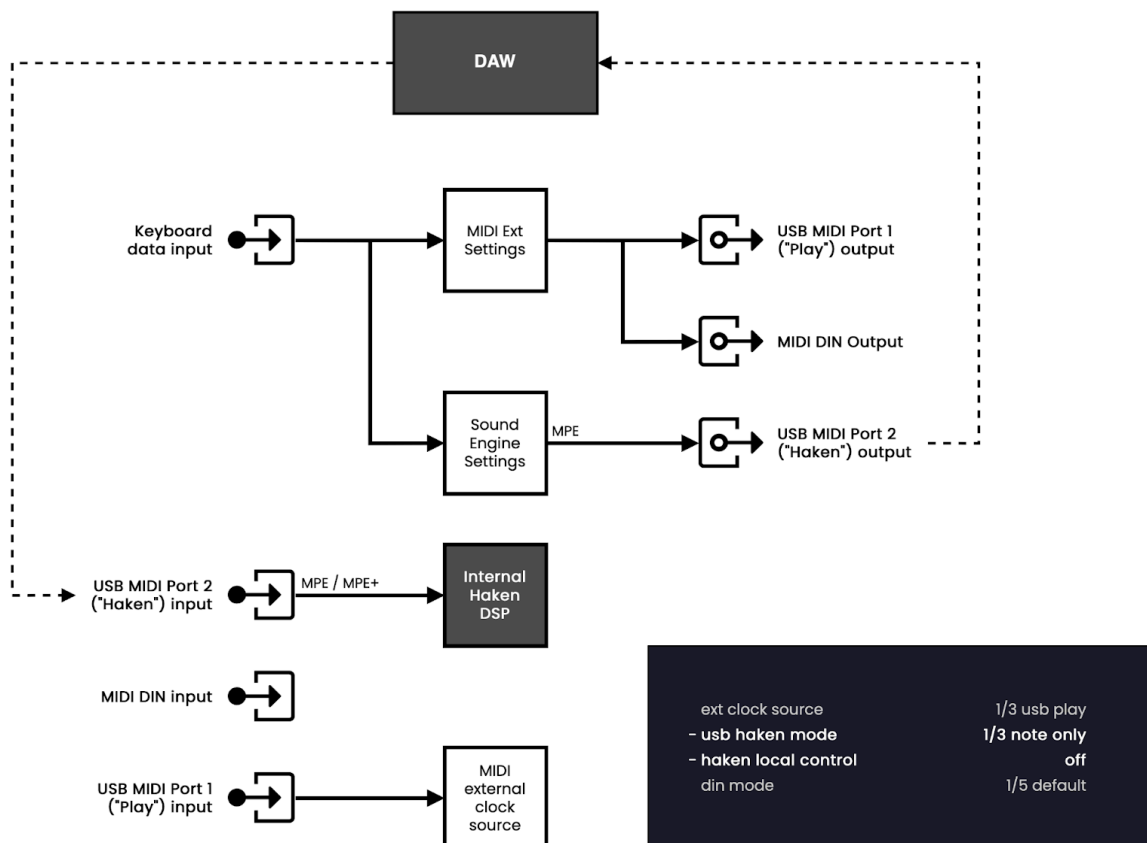 DAW
Keyboard
data input
MIDI Ext
Settings
USB MIDI Port 1
("Play") output
MIDI DIN Output
Sound
Engine
Settings
MPE
USB MIDI Port 2
("Haken") output
USB MIDI Port 2
("Haken") input
MPE / MPE+
Internal
Haken
DSP
MIDI DIN input
USB MIDI Port 1
("Play") input
MIDI
external
clock
source
ext clock source 1/3 usb play
- usb haken mode 1/3 note only
- haken local control off
din mode 1/5 default